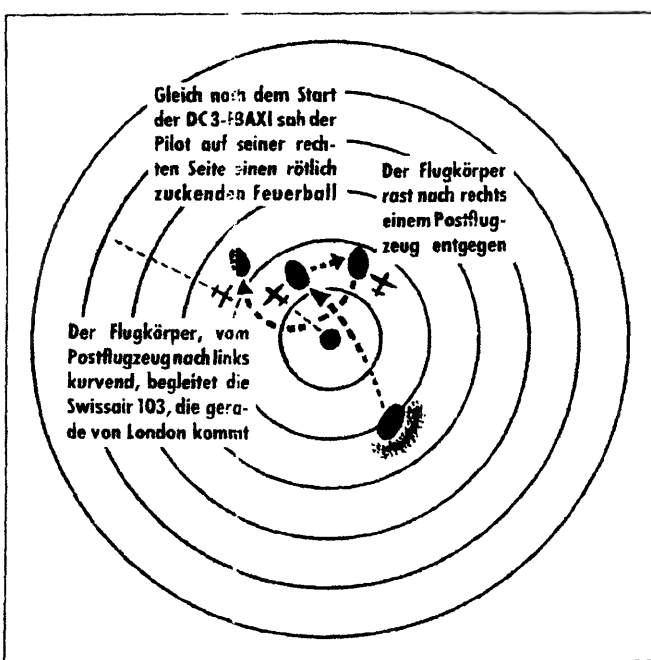 Gleich nach dem Start
der DC3-FBAXI sah der
Pilot auf seiner rech-
ten Seite einen rötlich
zuckenden Feuerball
Der Flugkörper
rast nach rechts
einem Postflug-
zeug entgegen
Der Flugkörper, vom
Postflugzeug nach links
kurvend, begleitet die
Swissair 103, die gera-
de von London kommt